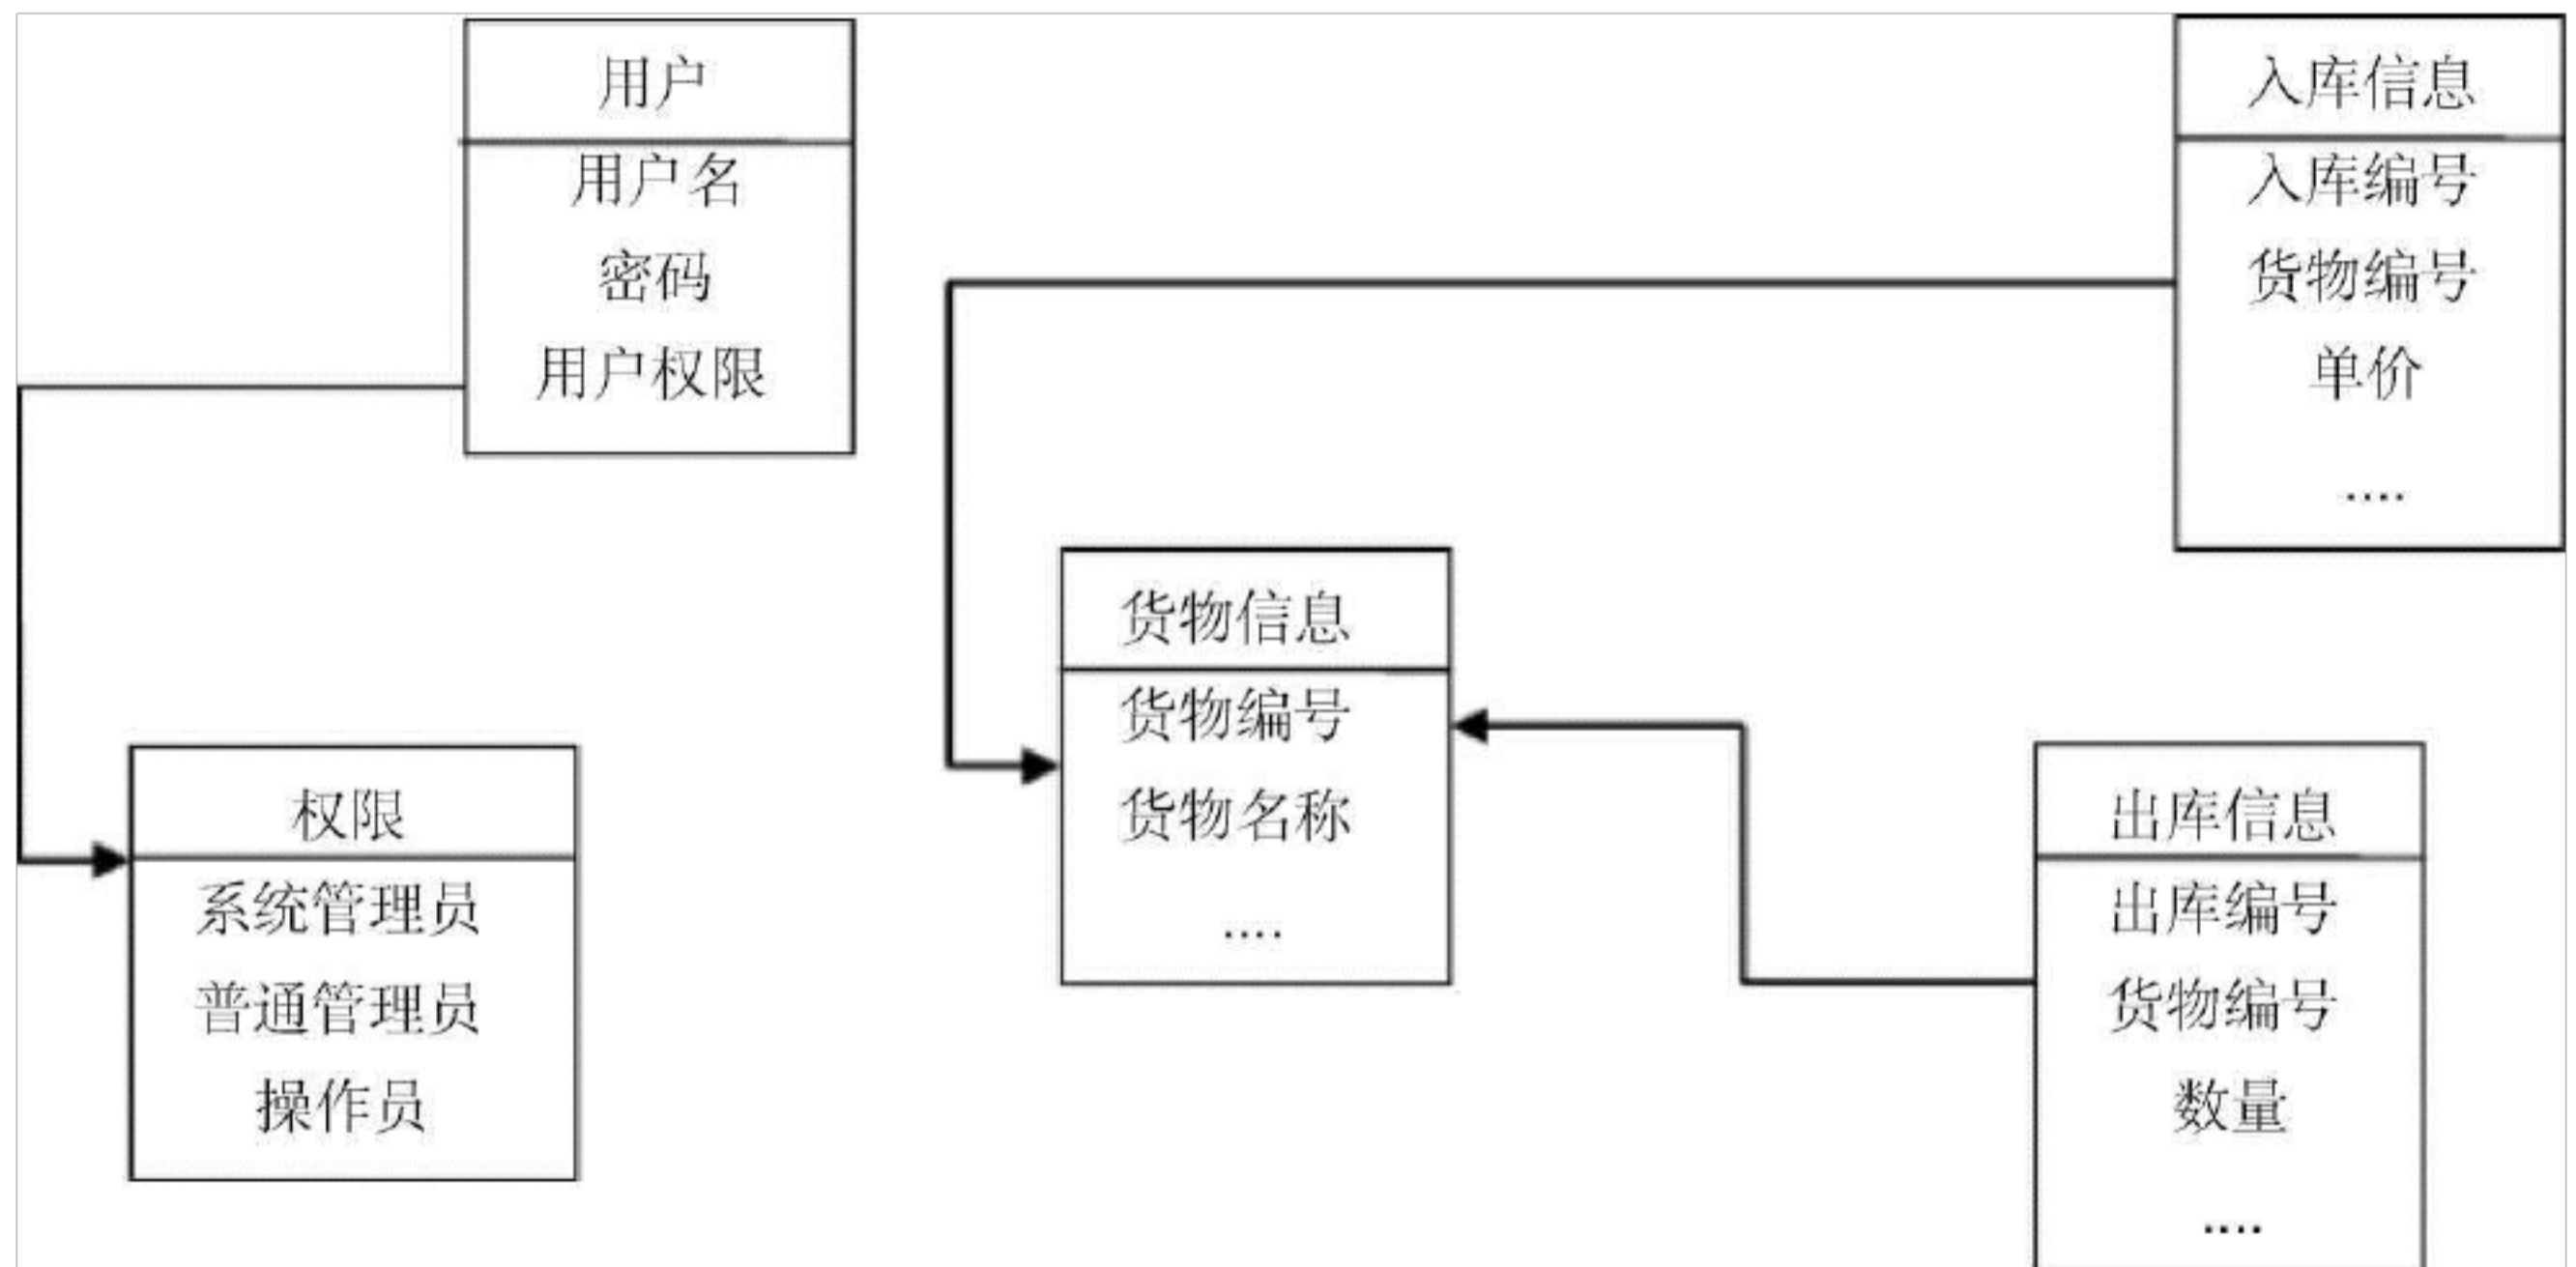 用户
用户名
密码
用户权限
入库信息
入库编号
货物编号
单价
....
货物信息
货物编号
货物名称
....
权限
系统管理员
普通管理员
操作员
出库信息
出库编号
货物编号
数量
....